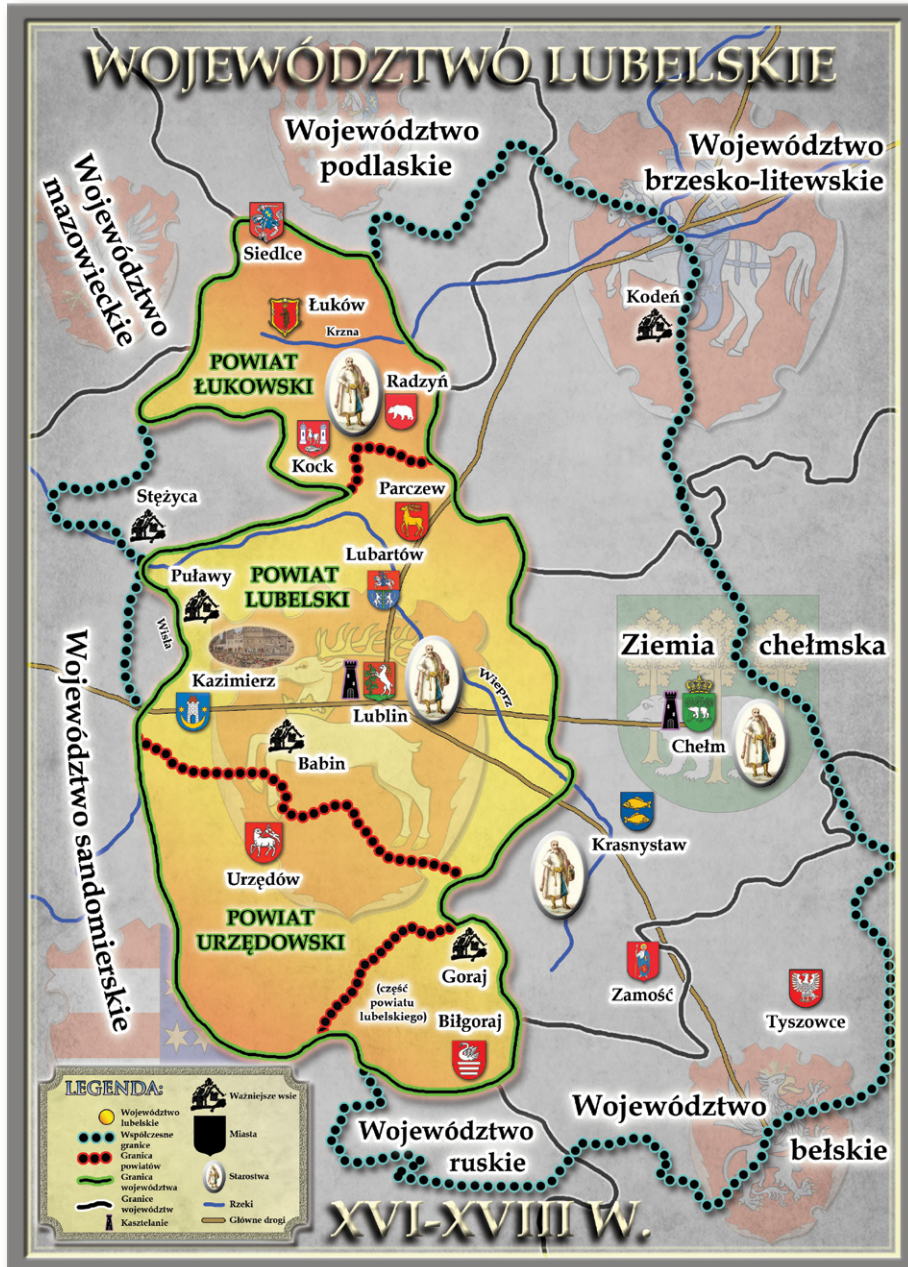 WOJEWÓDZTWO LUBELSKIE
Województwo
podlaskie
Województwo
brzesko-litewskie
Województwo
mazowieckie
Siedlce
Łuków
Krzna
Kodeń
POWIAT
ŁUKOWSKI
Radzyń
Kock
Parczew
Stężyca
Lubartów
Puławy
POWIAT
LUBELSKI
Wisła
Kazimierz
Ziemia chełmska
Wieprz
Lublin
Chełm
Babin
Województwo sandomierskie
Krasnystaw
Urzędów
POWIAT
URZĘDOWSKI
Goraj
(część
powiatu
lubelskiego)
Biłgoraj
Zamość
Tyszowce
LEGENDA:
Województwo
lubelskie
Współczesne
granice
Granica
powiatów
Granica
województwa
Granice
województw
Kasztelanie
Ważniejsze wsie
Miasta
Starostwa
Rzeki
Główne drogi
Województwo
ruskie
Województwo
bełskie
XVI-XVIII W.